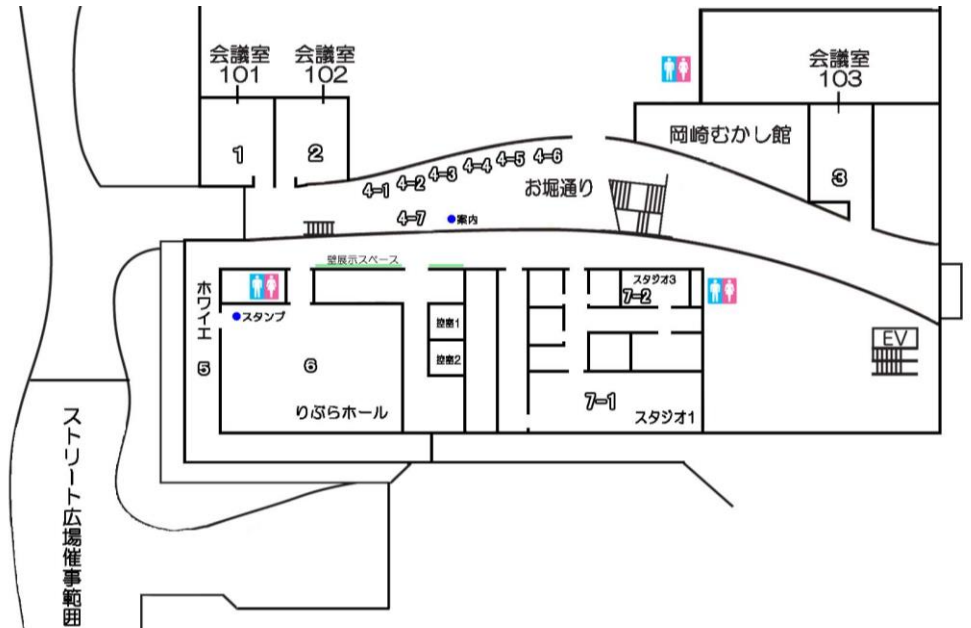 会議室
101
会議室
102
会議室
103
岡崎むかし館
1
2
3
4-1
4-2
4-3
4-4
4-5
4-6
お堀通り
4-7
案内
壁展示スペース
ホワイエ
5
スタンプ
6
りぶらホール
控室1
控室2
スタジオ3
7-2
7-1
スタジオ1
EV
ストリート広場催事範囲